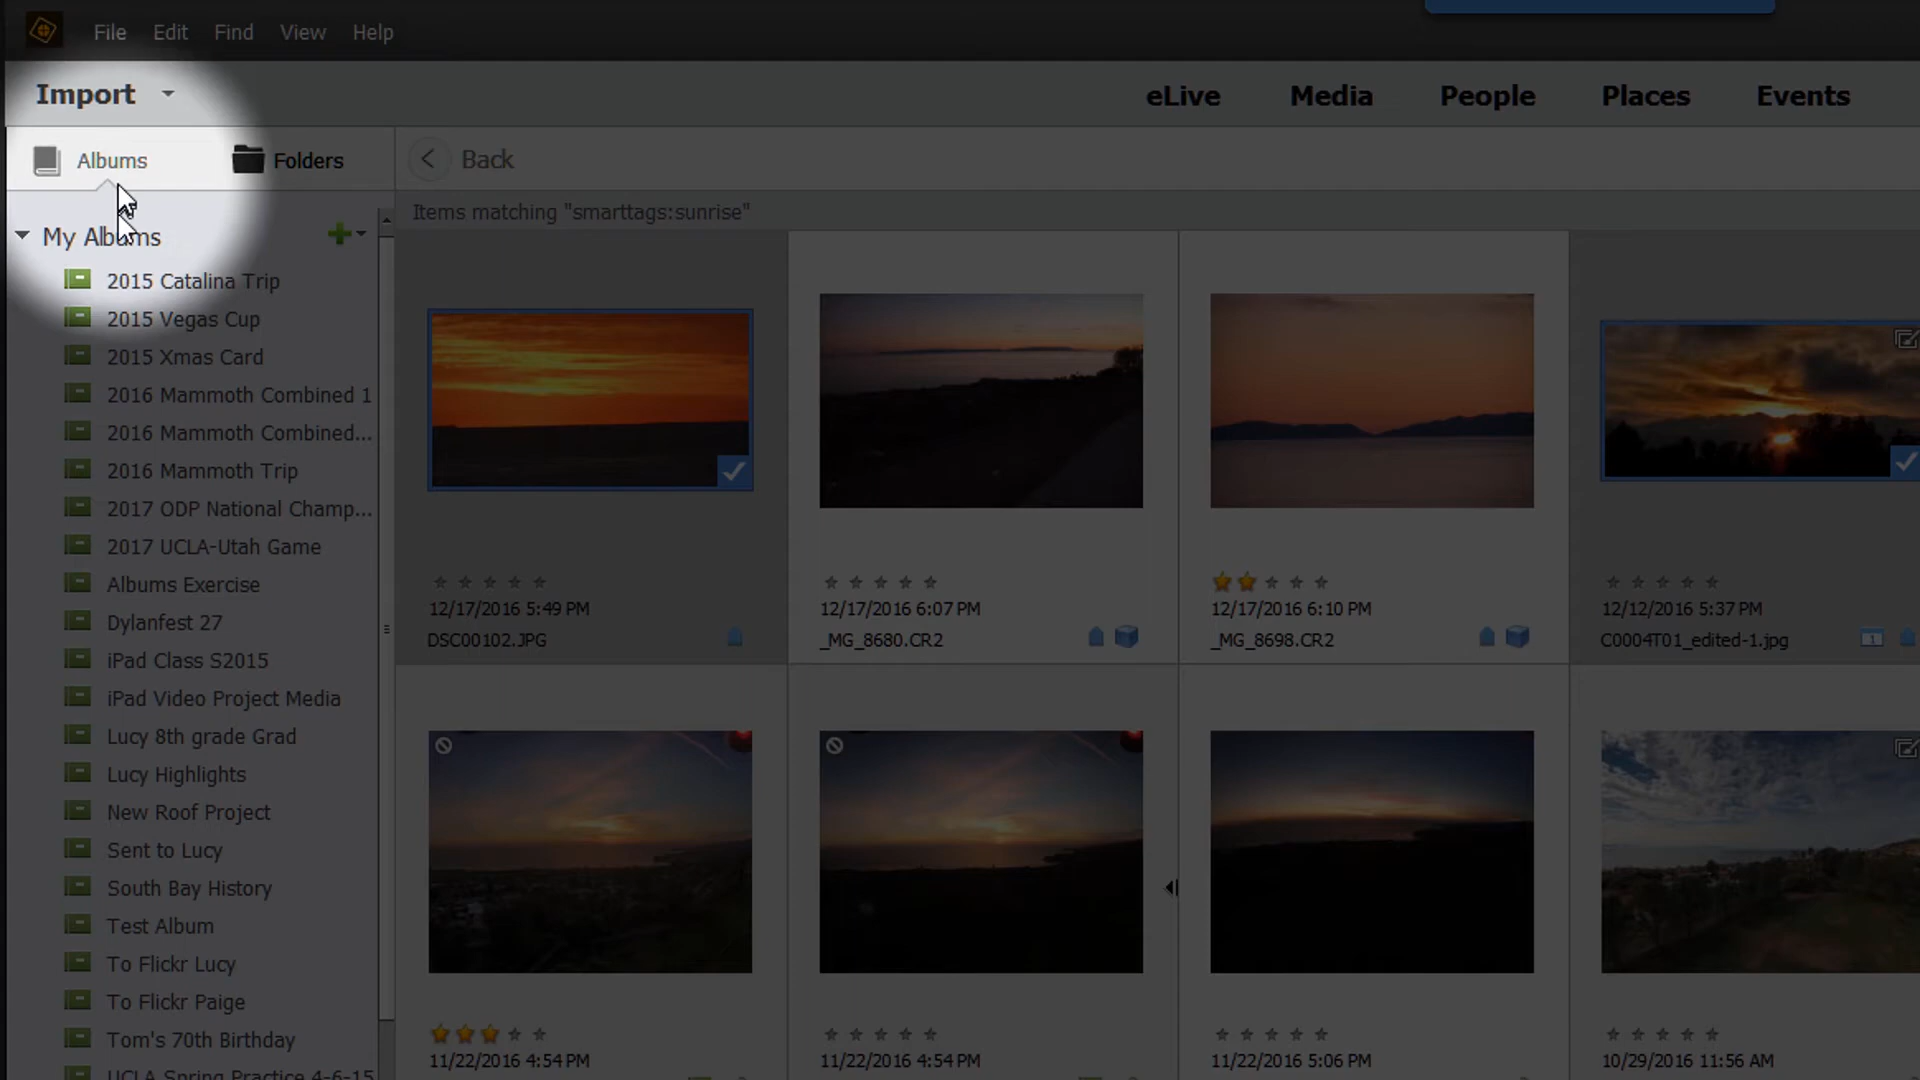 File Edit Find View Help
Import
eLive Media People Places Events
Albums Folders
Back
Items matching "smarttags:sunrise"
My Albums
2015 Catalina Trip
2015 Vegas Cup
2015 Xmas Card
2016 Mammoth Combined 1
2016 Mammoth Combined...
2016 Mammoth Trip
2017 ODP National Champ...
2017 UCLA-Utah Game
Albums Exercise
Dylanfest 27
iPad Class S2015
iPad Video Project Media
Lucy 8th grade Grad
Lucy Highlights
New Roof Project
Sent to Lucy
South Bay History
Test Album
To Flickr Lucy
To Flickr Paige
Tom's 70th Birthday
UCLA Spring Practice 4-6-15
12/17/2016 5:49 PM
DSC00102.JPG
12/17/2016 6:07 PM
_MG_8680.CR2
12/17/2016 6:10 PM
_MG_8698.CR2
12/12/2016 5:37 PM
C0004T01_edited-1.jpg
1
11/22/2016 4:54 PM
11/22/2016 4:54 PM
11/22/2016 5:06 PM
10/29/2016 11:56 AM